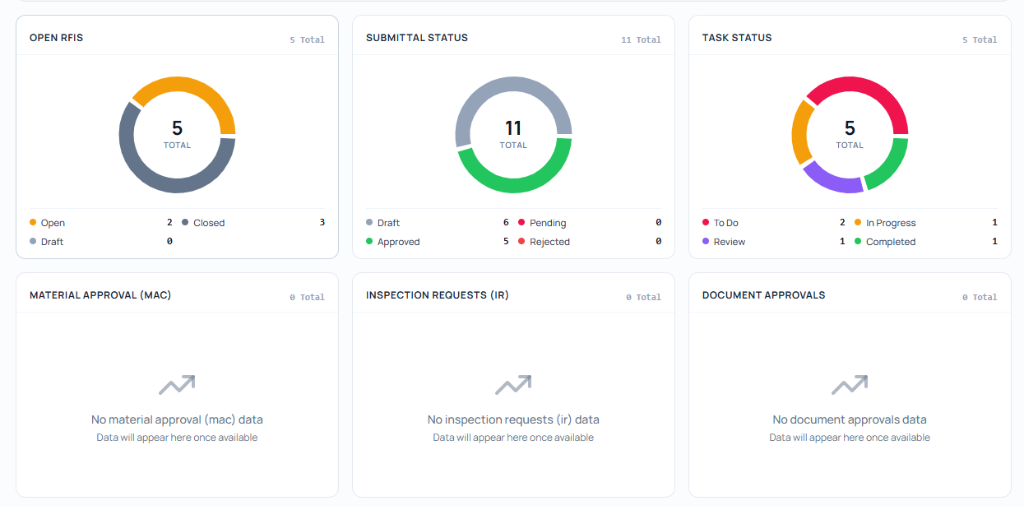 OPEN RFIS
5 Total
5
TOTAL
Open 2 Closed 3
Draft 0
SUBMITTAL STATUS
11 Total
11
TOTAL
Draft 6 Pending 0
Approved 5 Rejected 0
TASK STATUS
5 Total
5
TOTAL
To Do 2 In Progress 1
Review 1 Completed 1
MATERIAL APPROVAL (MAC)
0 Total
No material approval (mac) data
Data will appear here once available
INSPECTION REQUESTS (IR)
0 Total
No inspection requests (ir) data
Data will appear here once available
DOCUMENT APPROVALS
0 Total
No document approvals data
Data will appear here once available